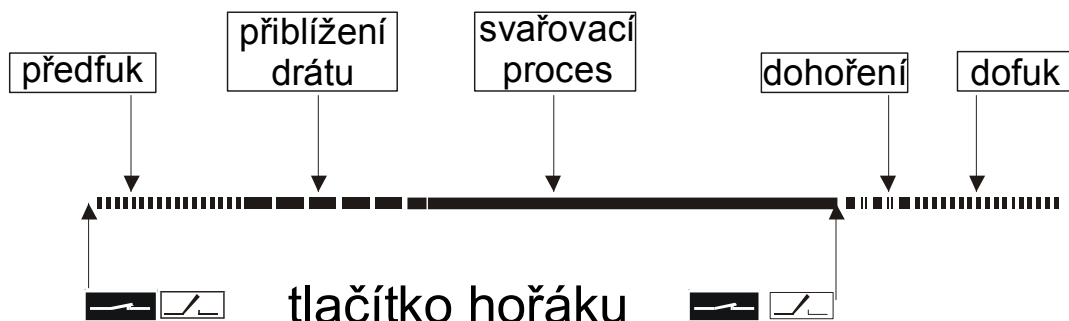 předfuk
přiblížení
drátu
svařovací
proces
dohoření
dofuk
tlačítko hořáku